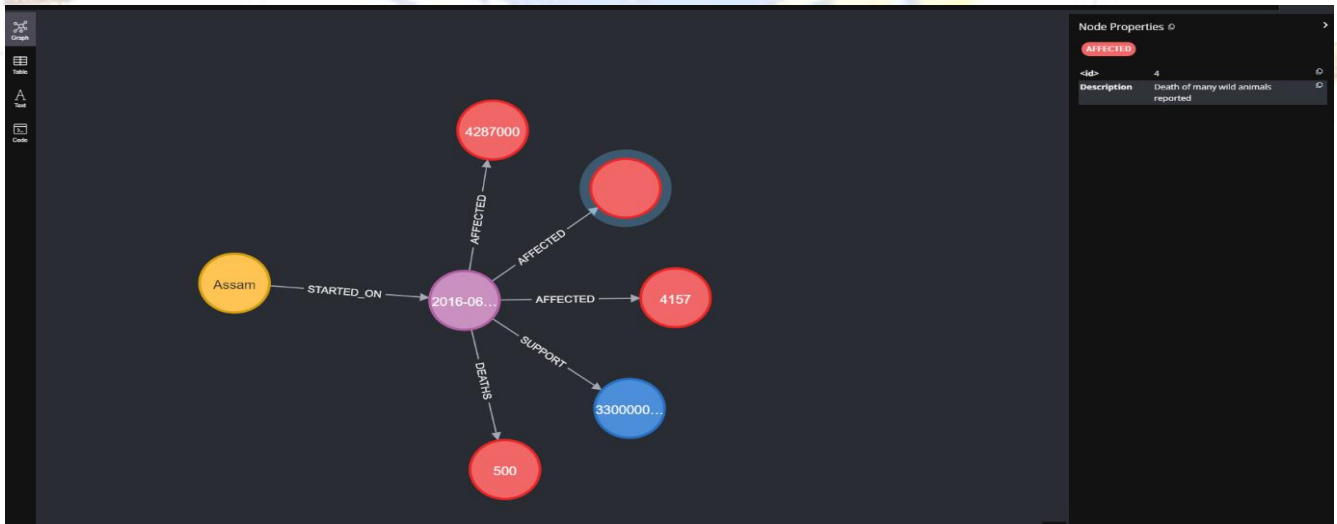 Graph
Table
Text
Code
4287000
AFFECTED
AFFECTED
Assam
STARTED_ON
2016-06...
AFFECTED
4157
SUPPORT
DEATHS
3300000...
500
Node Properties
AFFECTED
<id> 4
Description Death of many wild animals
reported